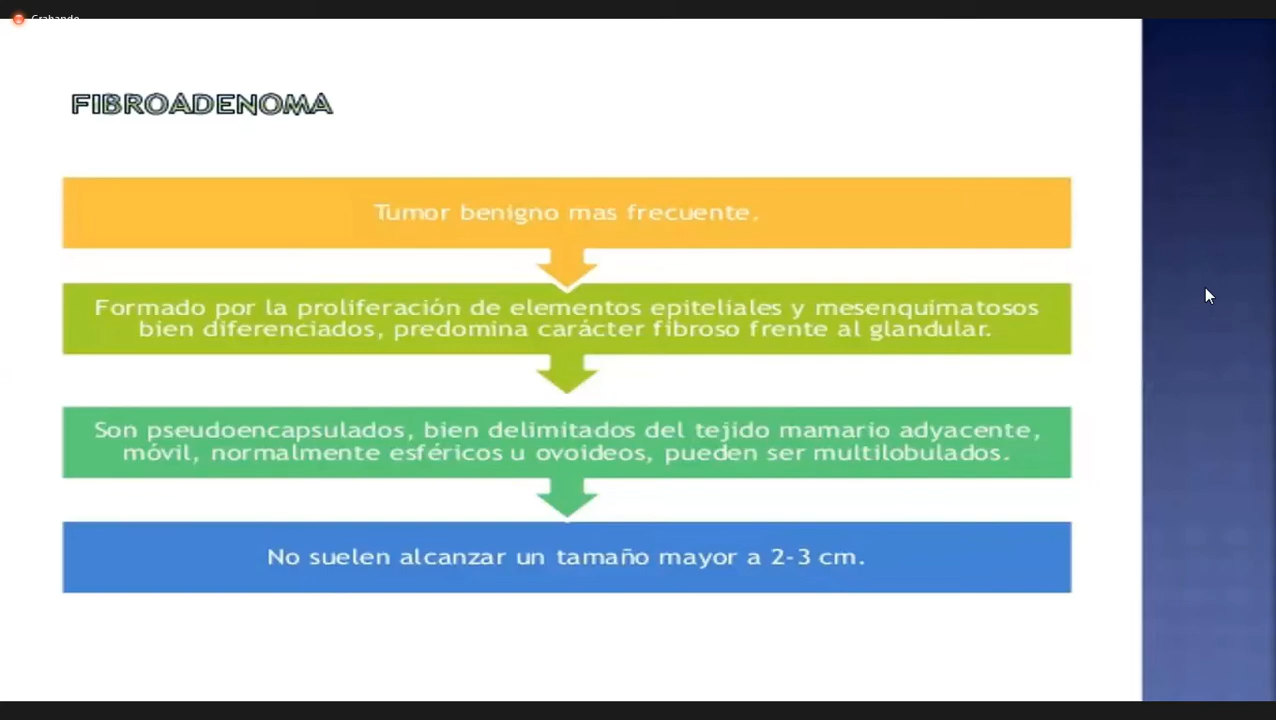 Grabando
FIBROADENOMA
Tumor benigno mas frecuente.
Formado por la proliferación de elementos epiteliales y mesenquimatosos
bien diferenciados, predomina carácter fibroso frente al glandular.
Son pseudoencapsulados, bien delimitados del tejido mamario adyacente,
móvil, normalmente esféricos u ovoideos, pueden ser multilobulados.
No suelen alcanzar un tamaño mayor a 2-3 cm.